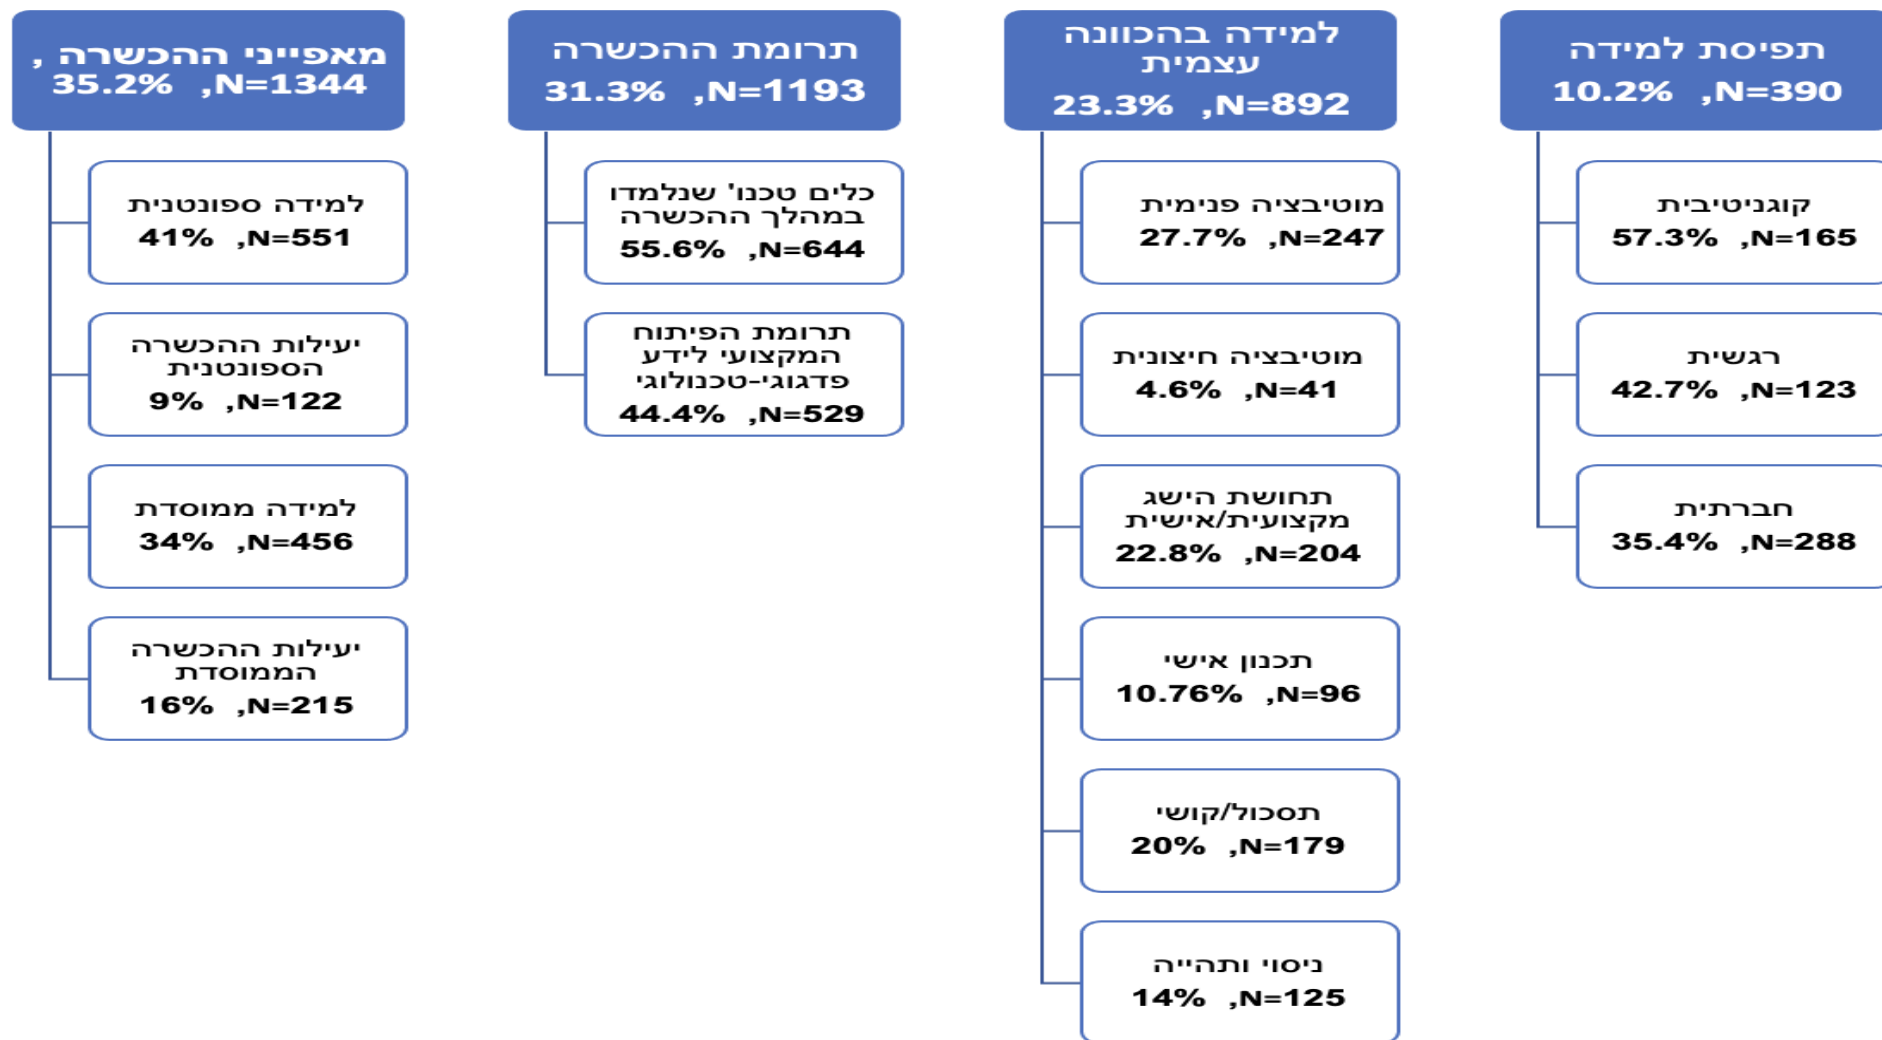 תפיסת למידה
N=390,  10.2%
קוגניטיבית
N=165,  57.3%
רגשית
N=123,  42.7%
חברתית
N=288,  35.4%
למידה בהכוונה
עצמית
N=892,  23.3%
מוטיבציה פנימית
N=247,  27.7%
מוטיבציה חיצונית
N=41,  4.6%
תחושת הישג
מקצועית/אישית
N=204,  22.8%
תכנון אישי
N=96,  10.76%
תסכול/קושי
N=179,  20%
ניסוי ותהייה
N=125,  14%
תרומת ההכשרה
N=1193,  31.3%
כלים טכנו' שנלמדו
במהלך ההכשרה
N=644,  55.6%
תרומת הפיתוח
המקצועי לידע
פדגוגי-טכנולוגי
N=529,  44.4%
מאפייני ההכשרה ,
N=1344,  35.2%
למידה ספונטנית
N=551,  41%
יעילות ההכשרה
הספונטנית
N=122,  9%
למידה ממוסדת
N=456,  34%
יעילות ההכשרה
הממוסדת
N=215,  16%